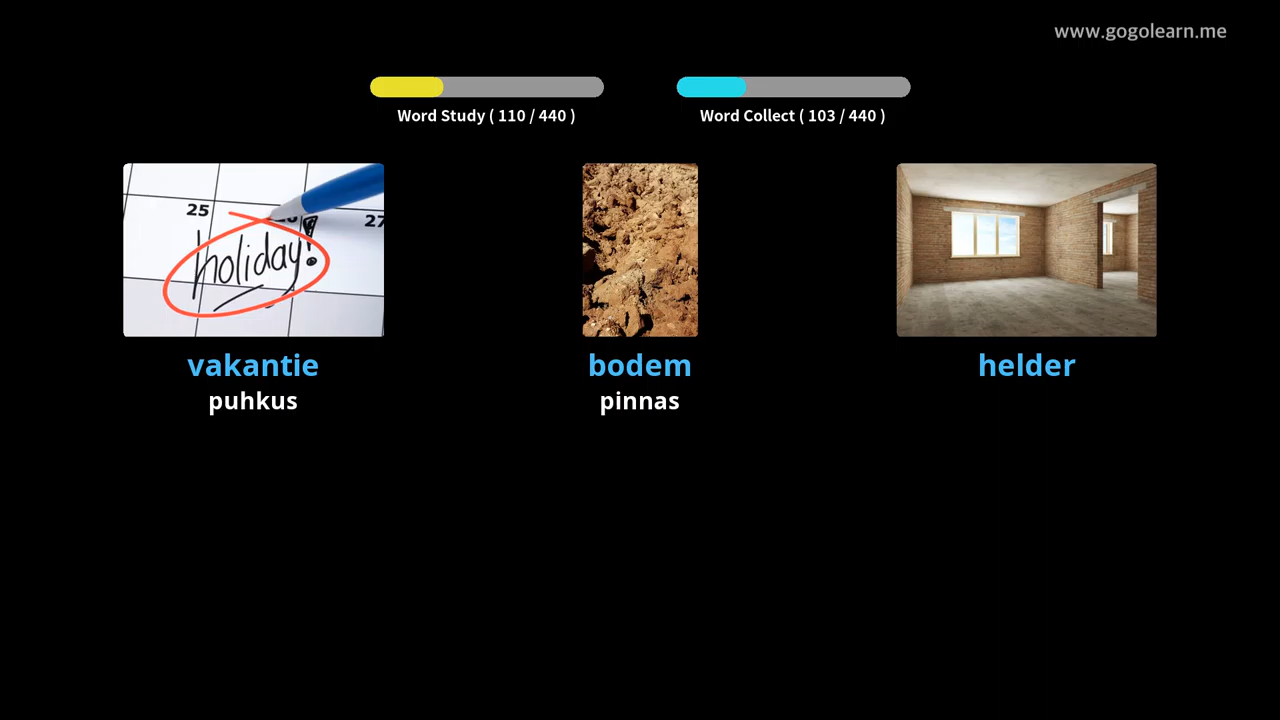 www.gogolearn.me
Word Study ( 110 / 440 )
Word Collect ( 103 / 440 )
25
27
holiday!
vakantie
bodem
helder
puhkus
pinnas